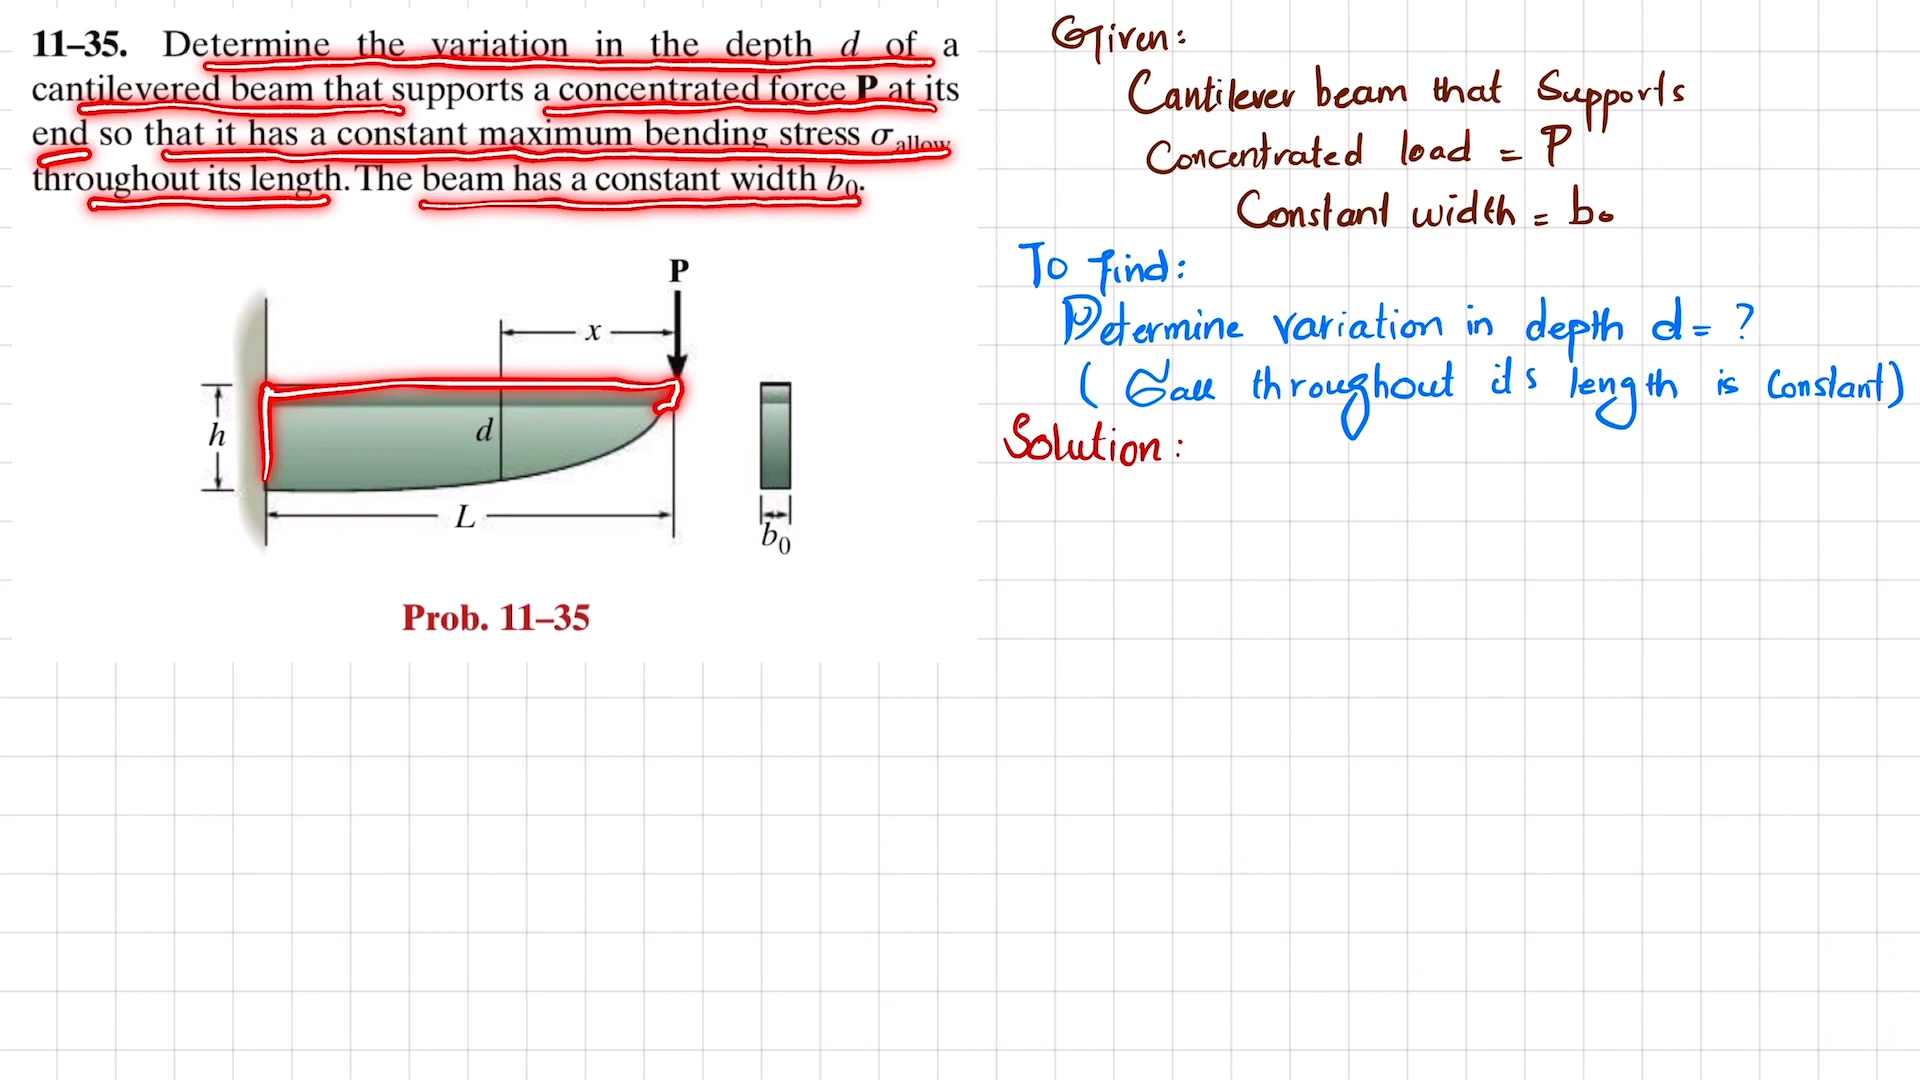 11–35. Determine the variation in the depth d of a
cantilevered beam that supports a concentrated force P at its
end so that it has a constant maximum bending stress σallow
throughout its length. The beam has a constant width b0.
P
x
h
d
L
b0
Prob. 11–35
Given:
Cantilever beam that Supports
Concentrated load = P
Constant width = b0
To find:
Determine variation in depth d = ?
( σall throughout its length is Constant)
Solution: